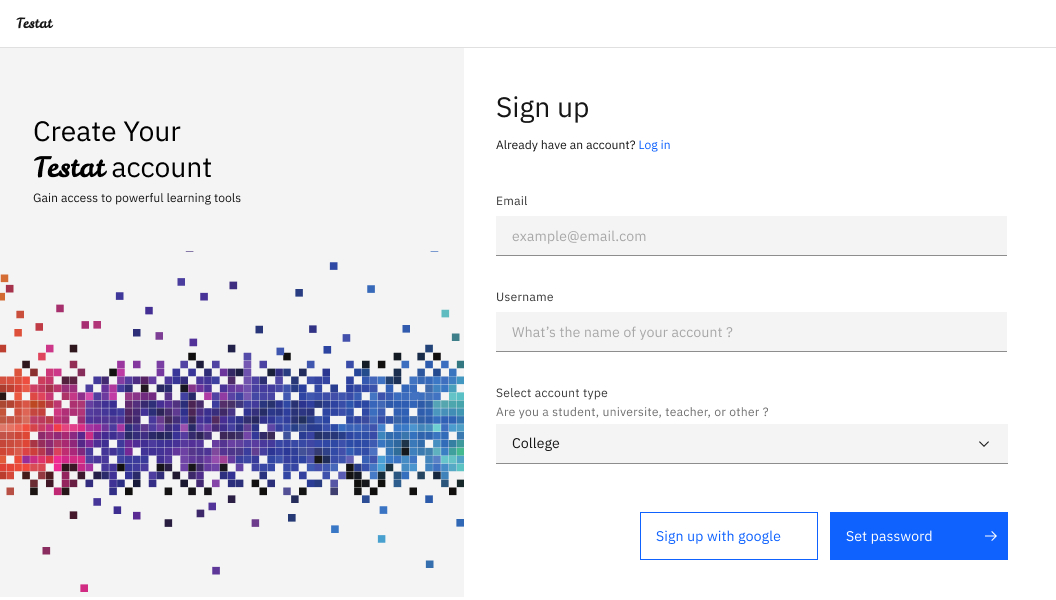 Testat
Create Your
Testat account
Gain access to powerful learning tools
Sign up
Already have an account? Log in
Email
example@email.com
Username
What's the name of your account ?
Select account type
Are you a student, universite, teacher, or other ?
College
Sign up with google
Set password